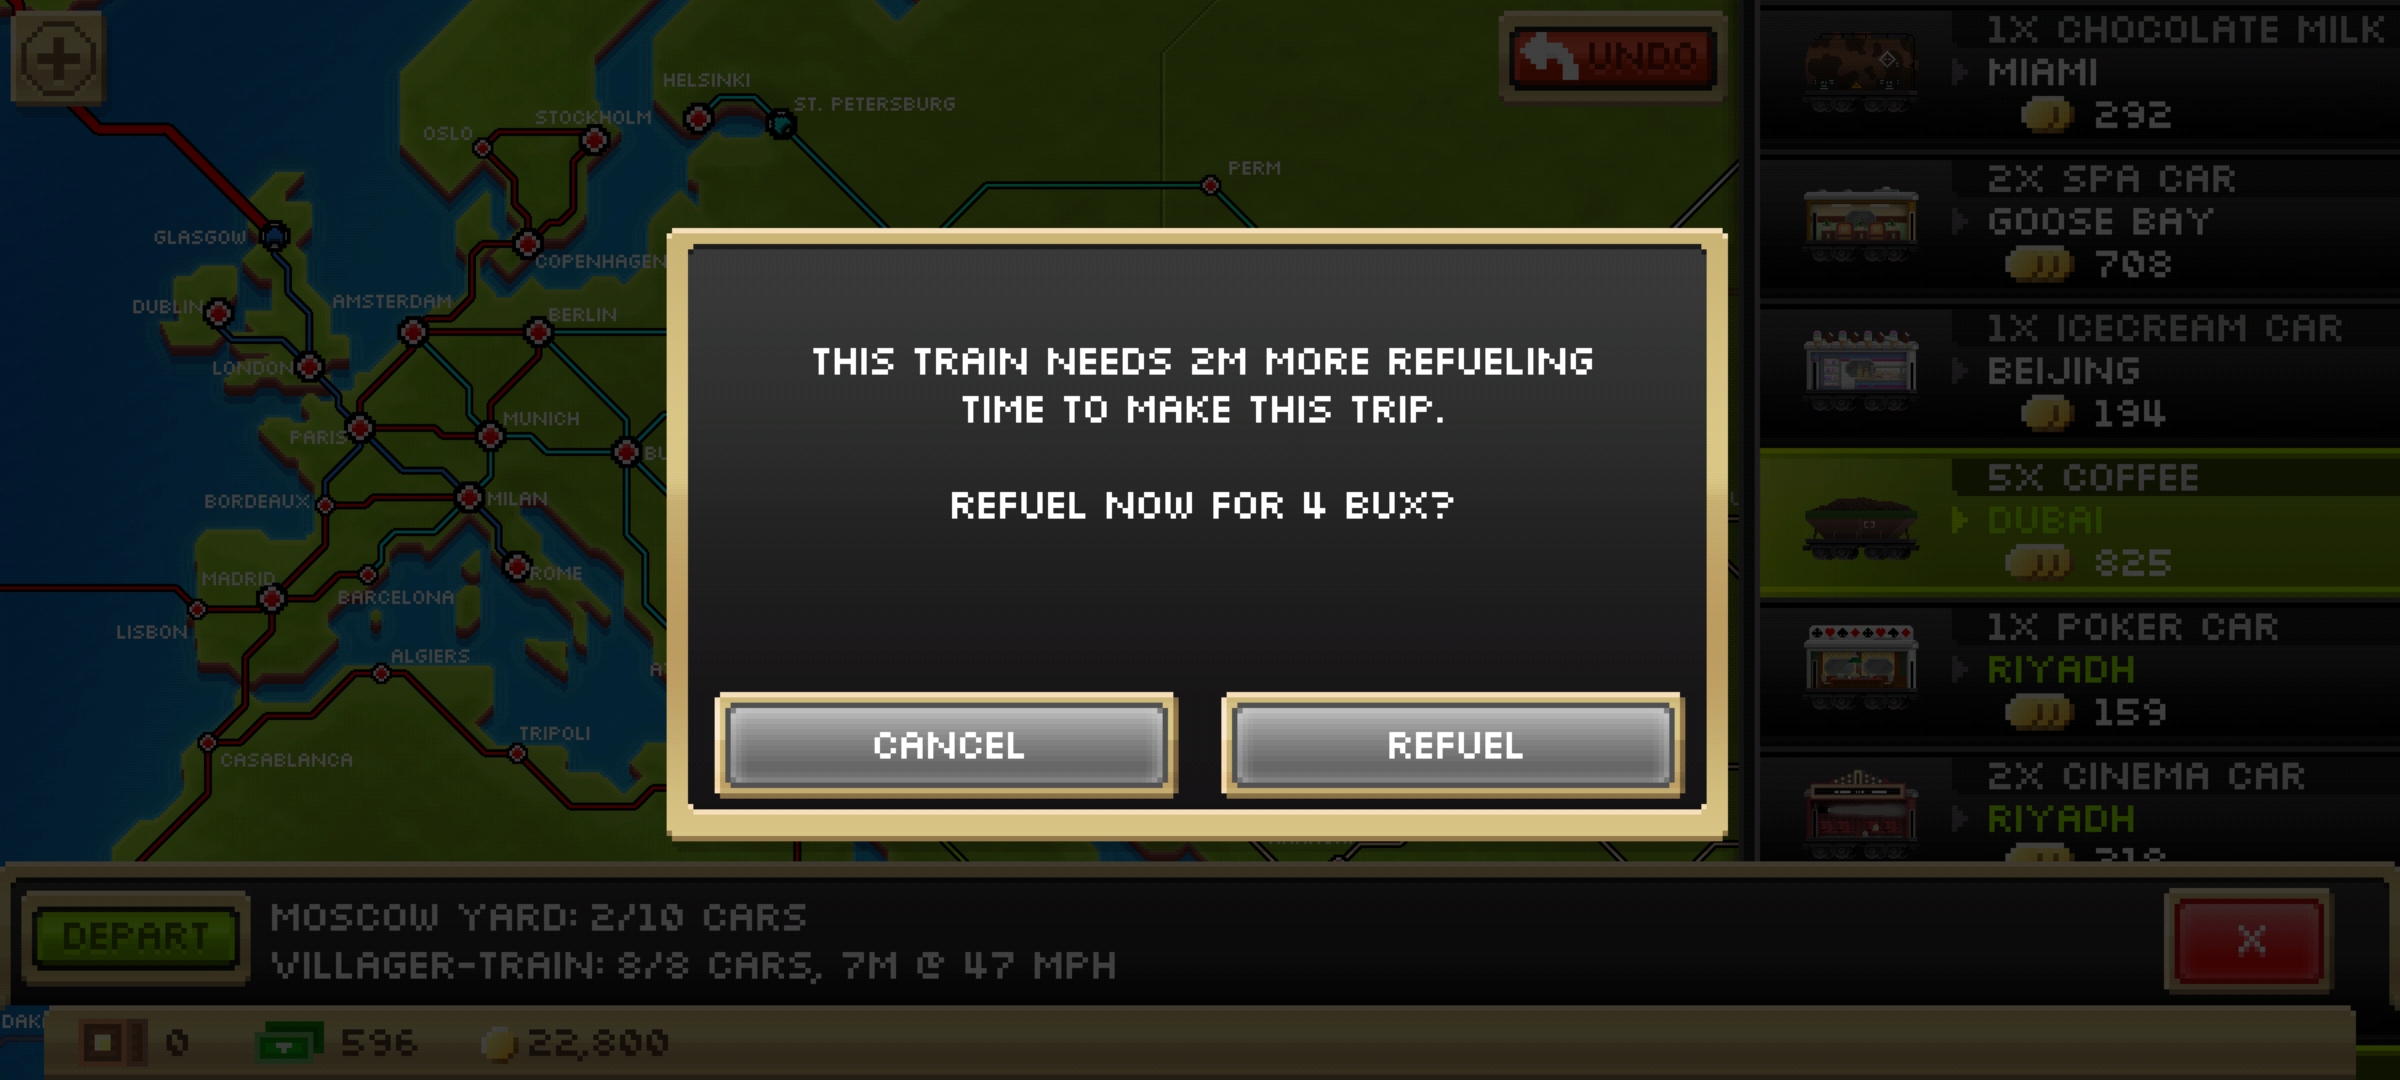 UNDO
HELSINKI
ST. PETERSBURG
STOCKHOLM
OSLO
PERM
GLASGOW
COPENHAGEN
DUBLIN
AMSTERDAM
BERLIN
LONDON
MUNICH
PARIS
BORDEAUX
MILAN
MADRID
ROME
BARCELONA
LISBON
ALGIERS
TRIPOLI
CASABLANCA
THIS TRAIN NEEDS 2M MORE REFUELING
TIME TO MAKE THIS TRIP.
REFUEL NOW FOR 4 BUX?
CANCEL
REFUEL
1X CHOCOLATE MILK
MIAMI
292
2X SPA CAR
GOOSE BAY
708
1X ICECREAM CAR
BEIJING
194
5X COFFEE
DUBAI
825
1X POKER CAR
RIYADH
159
2X CINEMA CAR
RIYADH
DEPART
MOSCOW YARD: 2/10 CARS
VILLAGER-TRAIN: 8/8 CARS, 7M @ 47 MPH
X
0
596
22,800